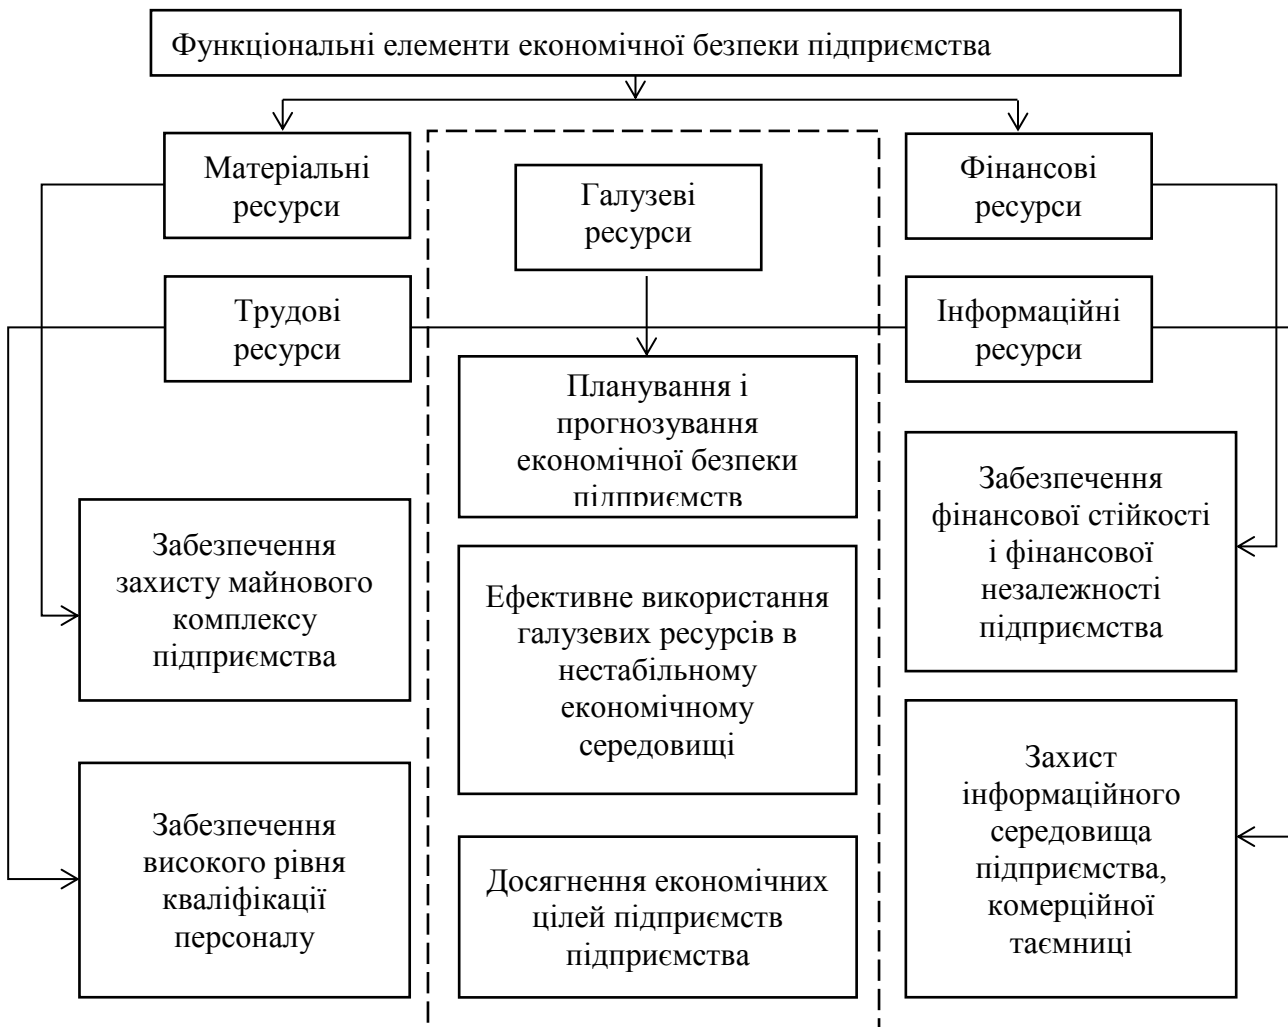 Функціональні елементи економічної безпеки підприємства
Матеріальні
ресурси
Галузеві
ресурси
Фінансові
ресурси
Трудові
ресурси
Інформаційні
ресурси
Планування і
прогнозування
економічної безпеки
підприємств
Забезпечення
захисту майнового
комплексу
підприємства
Ефективне використання
галузевих ресурсів в
нестабільному
економічному
середовищі
Забезпечення
фінансової стійкості
і фінансової
незалежності
підприємства
Забезпечення
високого рівня
кваліфікації
персоналу
Досягнення економічних
цілей підприємств
підприємства
Захист
інформаційного
середовища
підприємства,
комерційної
таємниці